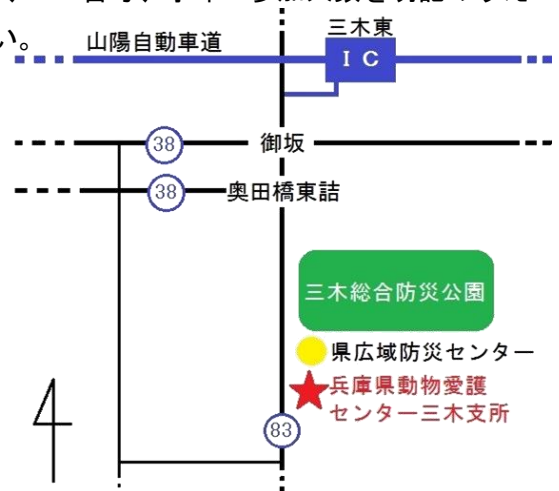 い。
山陽自動車道
三木東
ＩＣ
38
御坂
38
奥田橋東詰
三木総合防災公園
県広域防災センター
兵庫県動物愛護
センター三木支所
83